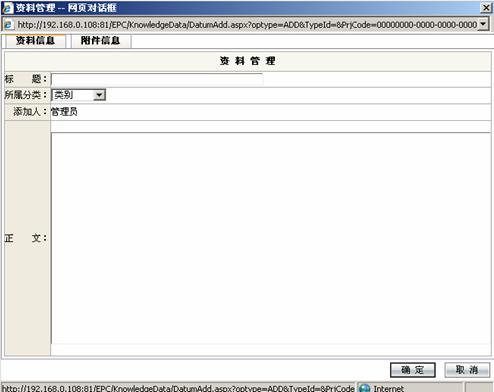 资料管理 -- 网页对话框
http://192.168.0.108:81/EPC/KnowledgeData/DatumAdd.aspx?optype=ADD&TypeId=&PrjCode=00000000-0000-0000-0000
资料信息 附件信息
资 料 管 理
标 题：
所属分类： 类别
添加人： 管理员
正 文：
确 定 取 消
http://192.168.0.108:81/EPC/KnowledgeData/DatumAdd.aspx?optype=ADD&TypeId=&PrjCode Internet